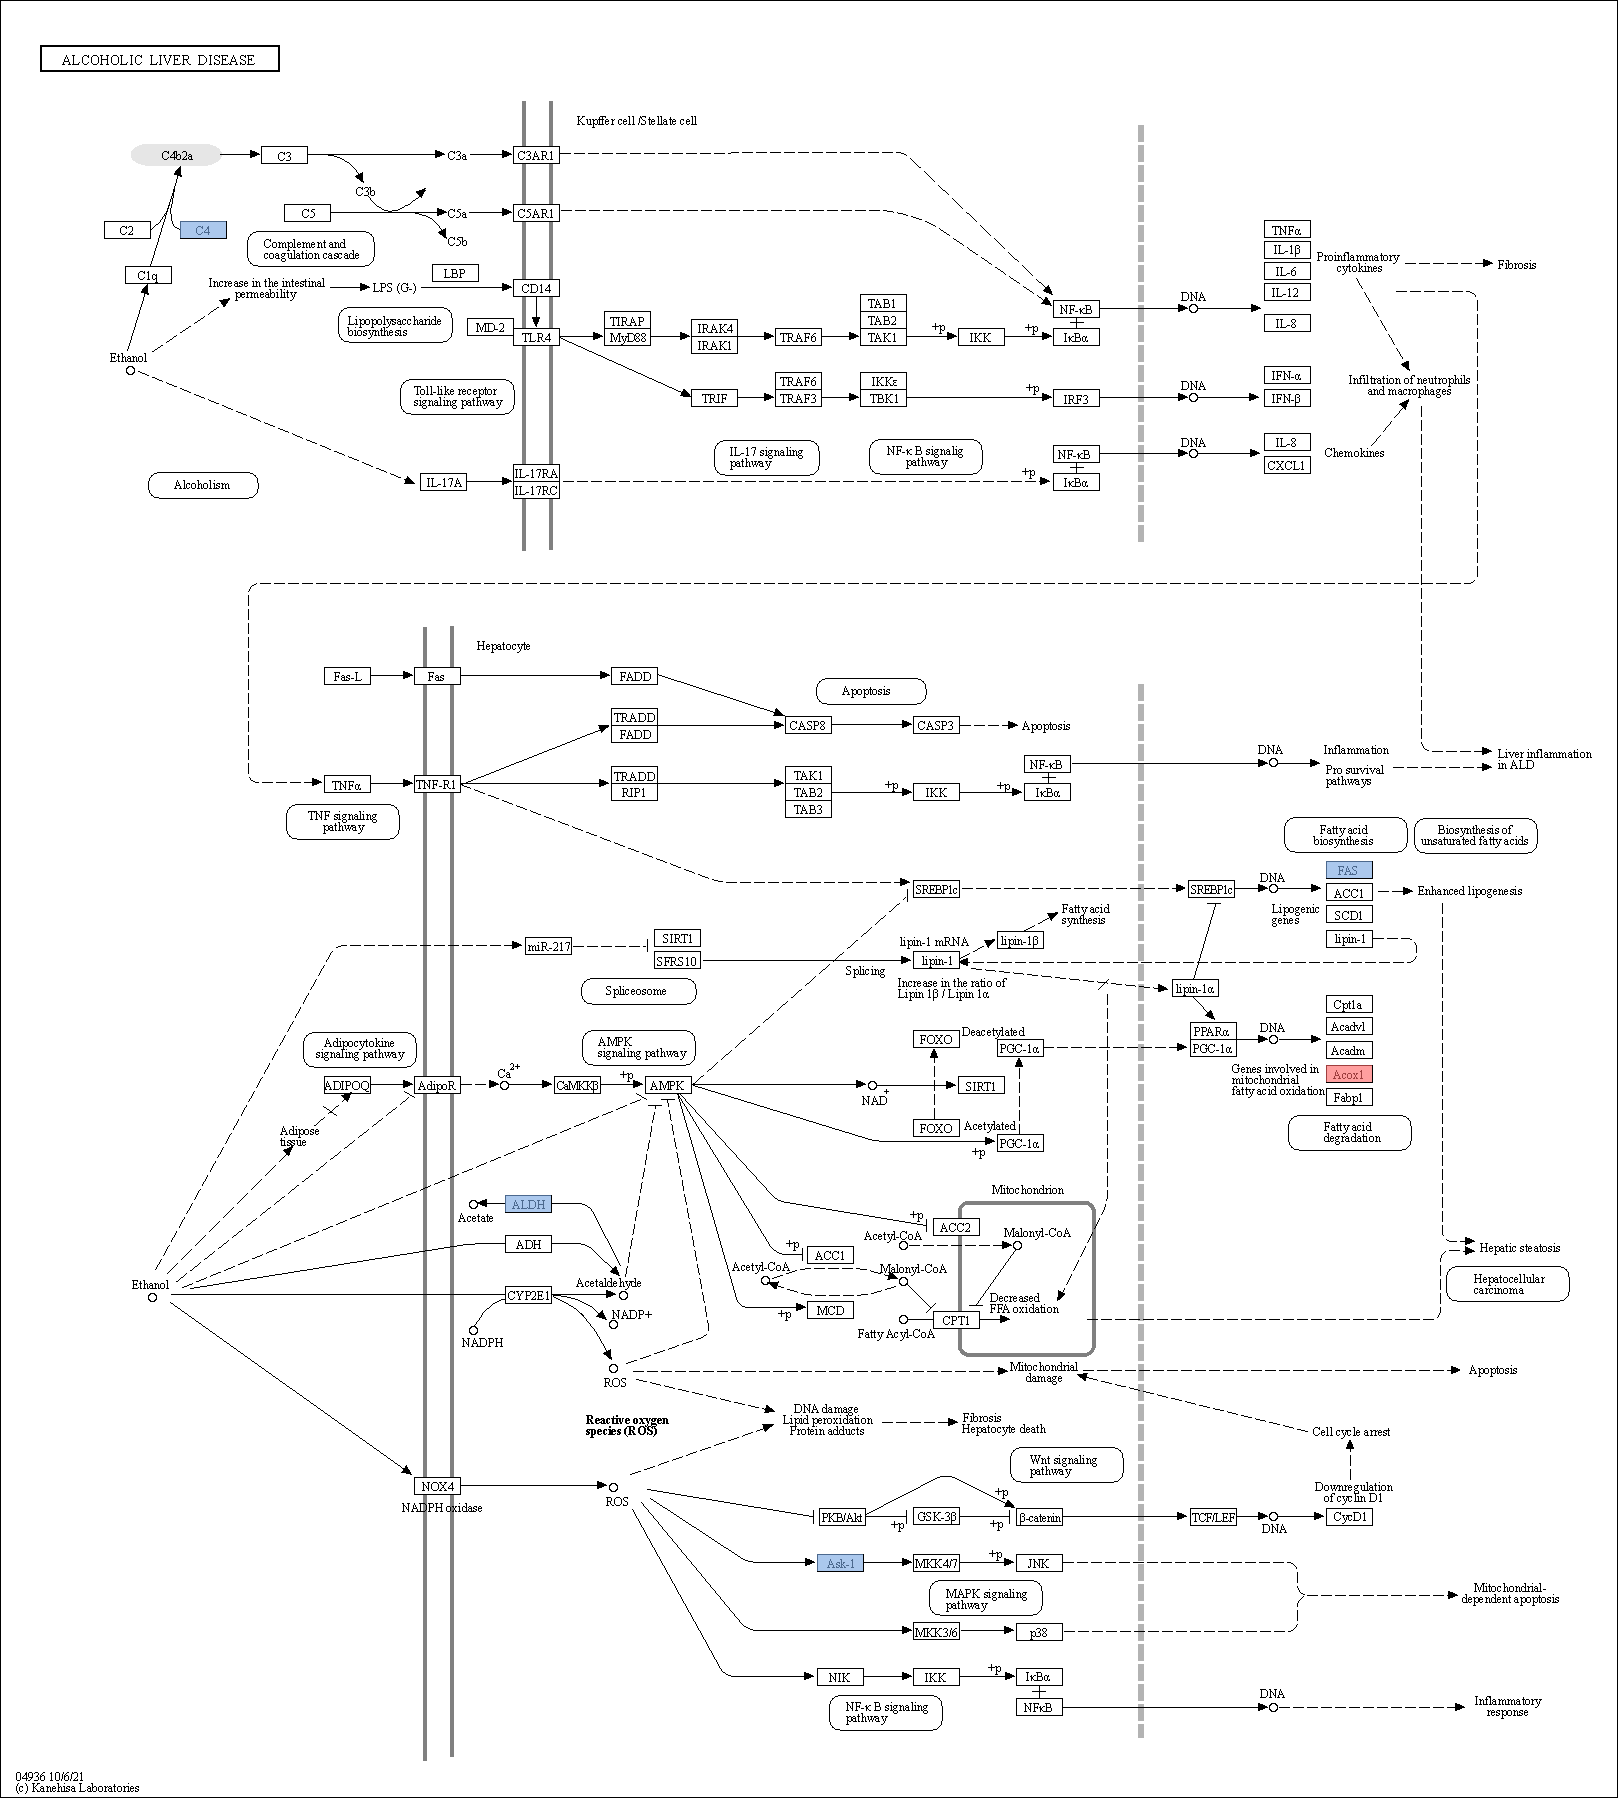 ALCOHOLIC LIVER DISEASE
Kupffer cell /Stellate cell
C4b2a
C3
C3a
C3AR1
C3b
C2
C4
C5
C5a
C5AR1
C5b
Complement and
coagulation cascade
C1q
LBP
Increase in the intestinal
permeability
LPS (G-)
CD14
Lipopolysaccharide
biosynthesis
MD-2
TLR4
TIRAP
MyD88
IRAK4
IRAK1
TRAF6
TAB1
TAB2
TAK1
+p
IKK
+p
NF-κB
IκBα
DNA
TNFα
IL-1β
IL-6
IL-12
IL-8
Proinflammatory
cytokines
Fibrosis
Ethanol
Toll-like receptor
signaling pathway
TRIF
TRAF6
TRAF3
IKKε
TBK1
+p
IRF3
DNA
IFN-α
IFN-β
Infiltration of neutrophils
and macrophages
Alcoholism
IL-17A
IL-17RA
IL-17RC
IL-17 signaling
pathway
NF-κ B signalig
pathway
+p
NF-κB
IκBα
DNA
IL-8
CXCL1
Chemokines
Hepatocyte
Fas-L
Fas
FADD
Apoptosis
TRADD
FADD
CASP8
CASP3
Apoptosis
TNFα
TNF-R1
TRADD
RIP1
TAK1
TAB2
TAB3
+p
IKK
+p
NF-κB
IκBα
DNA
Inflammation
Pro survival
pathways
Liver inflammation
in ALD
TNF signaling
pathway
Fatty acid
biosynthesis
Biosynthesis of
unsaturated fatty acids
SREBP1c
SREBP1c
DNA
FAS
ACC1
SCD1
lipin-1
Lipogenic
genes
Enhanced lipogenesis
miR-217
SIRT1
SFRS10
Splicing
lipin-1 mRNA
lipin-1
lipin-1β
Fatty acid
synthesis
Increase in the ratio of
Lipin 1β / Lipin 1α
lipin-1α
Spliceosome
Adipocytokine
signaling pathway
AMPK
signaling pathway
FOXO
Deacetylated
PGC-1α
PPARα
PGC-1α
DNA
Cpt1a
Acadvl
Acadm
Acox1
Fabp1
Genes involved in
mitochondrial
fatty acid oxidation
Fatty acid
degradation
ADIPOQ
AdipoR
Ca2+
CaMKKβ
+p
AMPK
NAD+
SIRT1
FOXO
Acetylated
PGC-1α
+p
Adipose
tissue
Acetate
ALDH
ADH
Ethanol
CYP2E1
Acetaldehyde
NADPH
NADP+
ROS
Mitochondrion
+p
ACC2
Acetyl-CoA
Malonyl-CoA
+p
ACC1
Acetyl-CoA
Malonyl-CoA
+p
MCD
Fatty Acyl-CoA
CPT1
Decreased
FFA oxidation
Hepatic steatosis
Hepatocellular
carcinoma
Mitochondrial
damage
Apoptosis
Reactive oxygen
species (ROS)
DNA damage
Lipid peroxidation
Protein adducts
Fibrosis
Hepatocyte death
Cell cycle arrest
NOX4
NADPH oxidase
ROS
Wnt signaling
pathway
Downregulation
of cyclin D1
PKB/Akt
+p
GSK-3β
+p
+p
β-catenin
TCF/LEF
DNA
CycD1
Ask-1
MKK4/7
+p
JNK
MAPK signaling
pathway
Mitochondrial-
dependent apoptosis
MKK3/6
p38
NIK
IKK
+p
IκBα
NFκB
NF-κ B signaling
pathway
DNA
Inflammatory
response
04936 10/6/21
(c) Kanehisa Laboratories